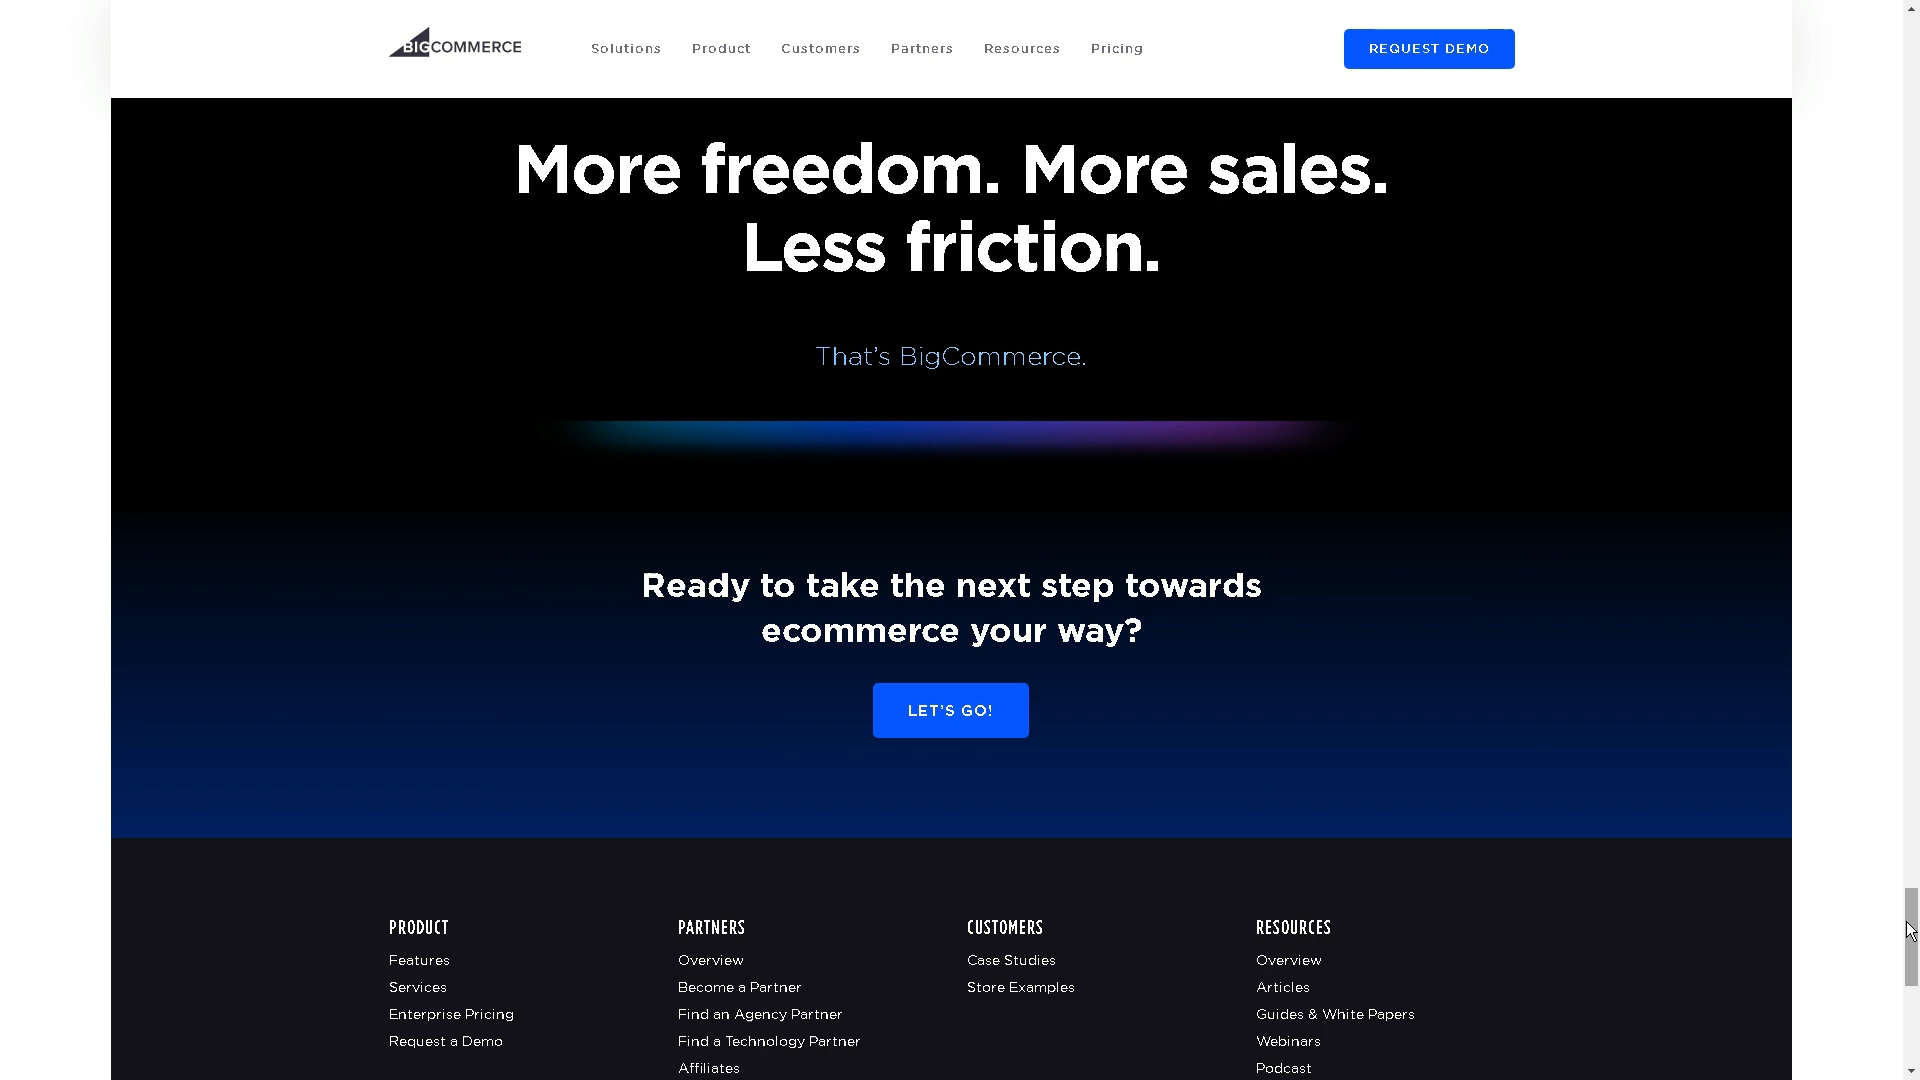 BIGCOMMERCE
Solutions Product Customers Partners Resources Pricing
REQUEST DEMO
More freedom. More sales.
Less friction.
That’s BigCommerce.
Ready to take the next step towards
ecommerce your way?
LET’S GO!
PRODUCT
Features
Services
Enterprise Pricing
Request a Demo
PARTNERS
Overview
Become a Partner
Find an Agency Partner
Find a Technology Partner
Affiliates
CUSTOMERS
Case Studies
Store Examples
RESOURCES
Overview
Articles
Guides & White Papers
Webinars
Podcast